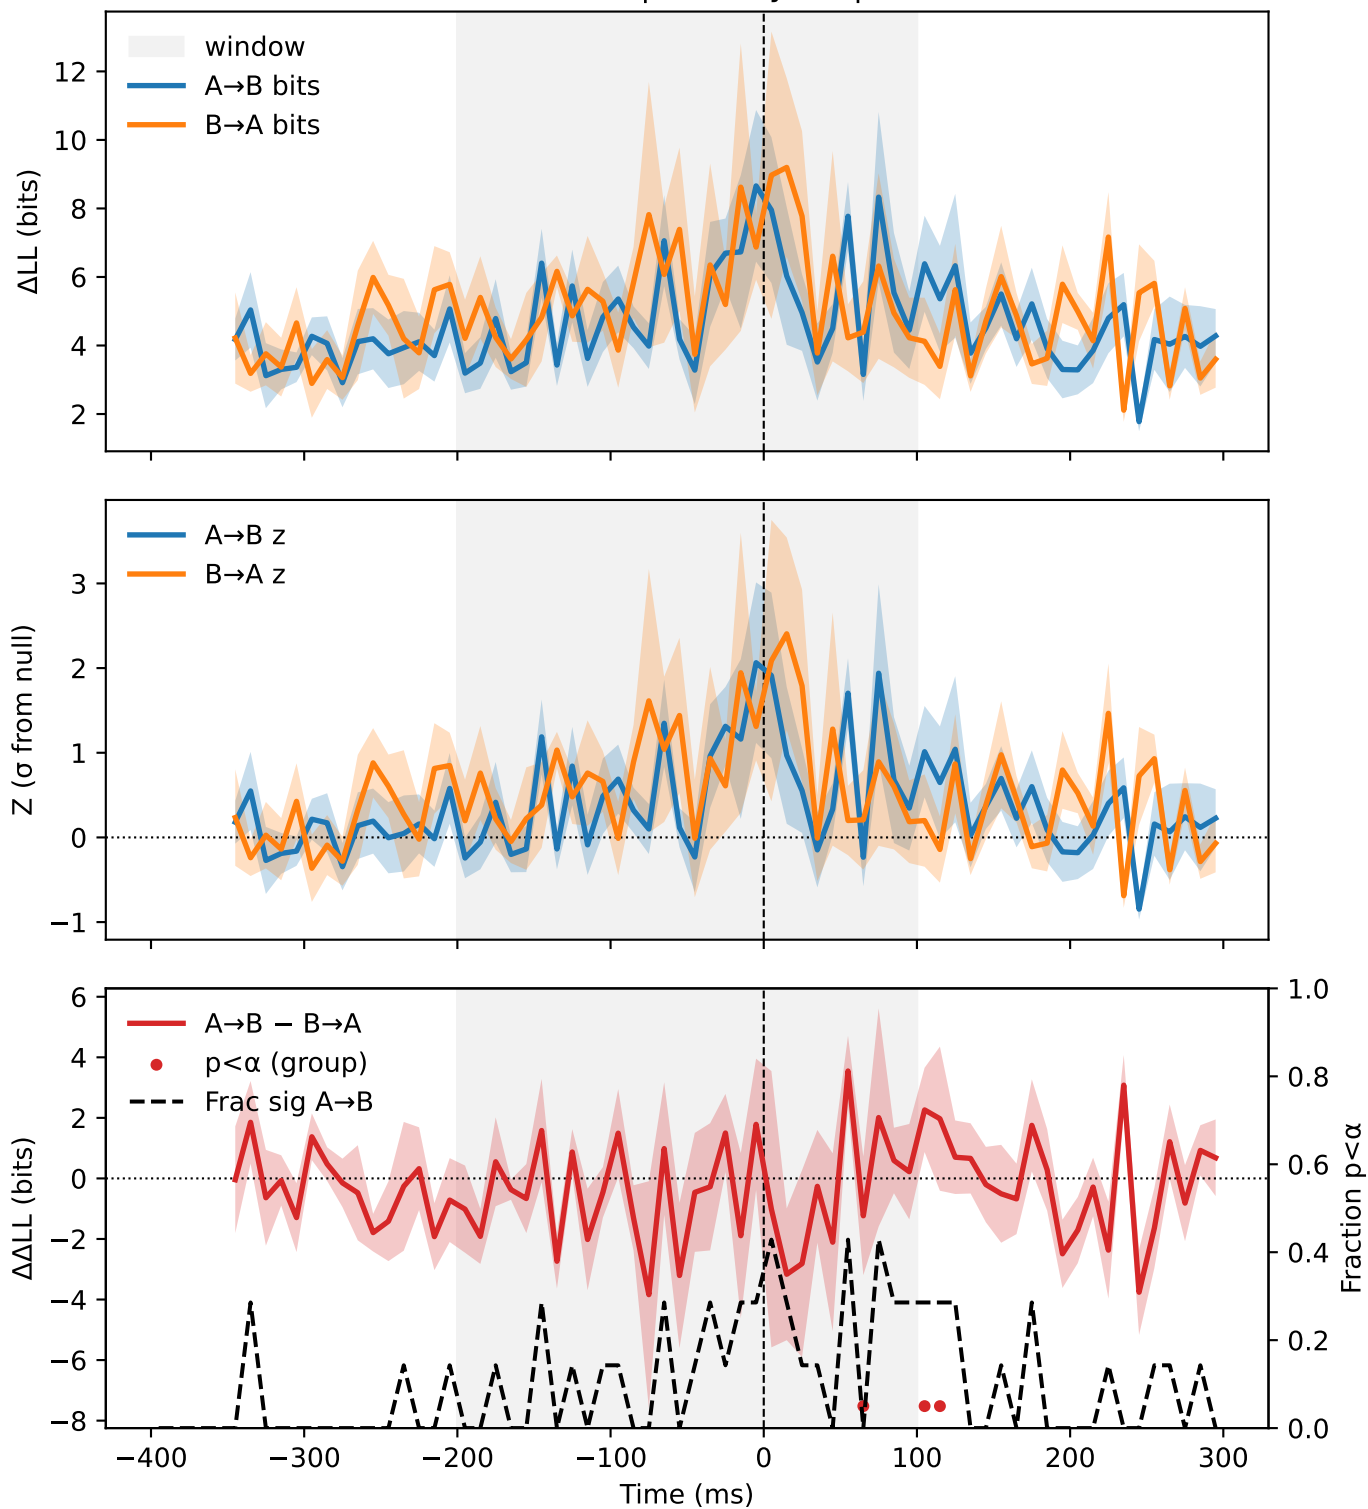 window
A→B bits
B→A bits
ΔLL (bits)
12
10
8
6
4
2
A→B z
B→A z
Z (σ from null)
3
2
1
0
−1
A→B − B→A
p<α (group)
Frac sig A→B
ΔΔLL (bits)
6
4
2
0
−2
−4
−6
−8
1.0
0.8
0.6
0.4
0.2
0.0
Fraction p<α
−400
−300
−200
−100
0
100
200
300
Time (ms)